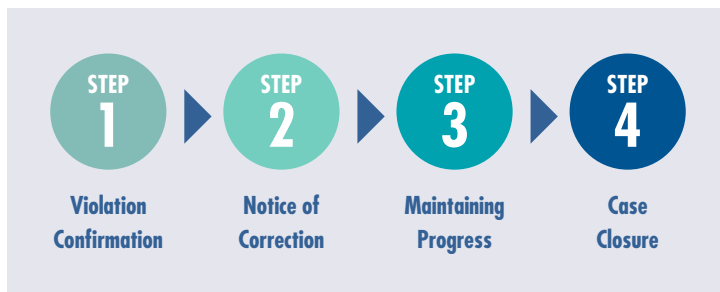 STEP
1
Violation
Confirmation
STEP
2
Notice of
Correction
STEP
3
Maintaining
Progress
STEP
4
Case
Closure